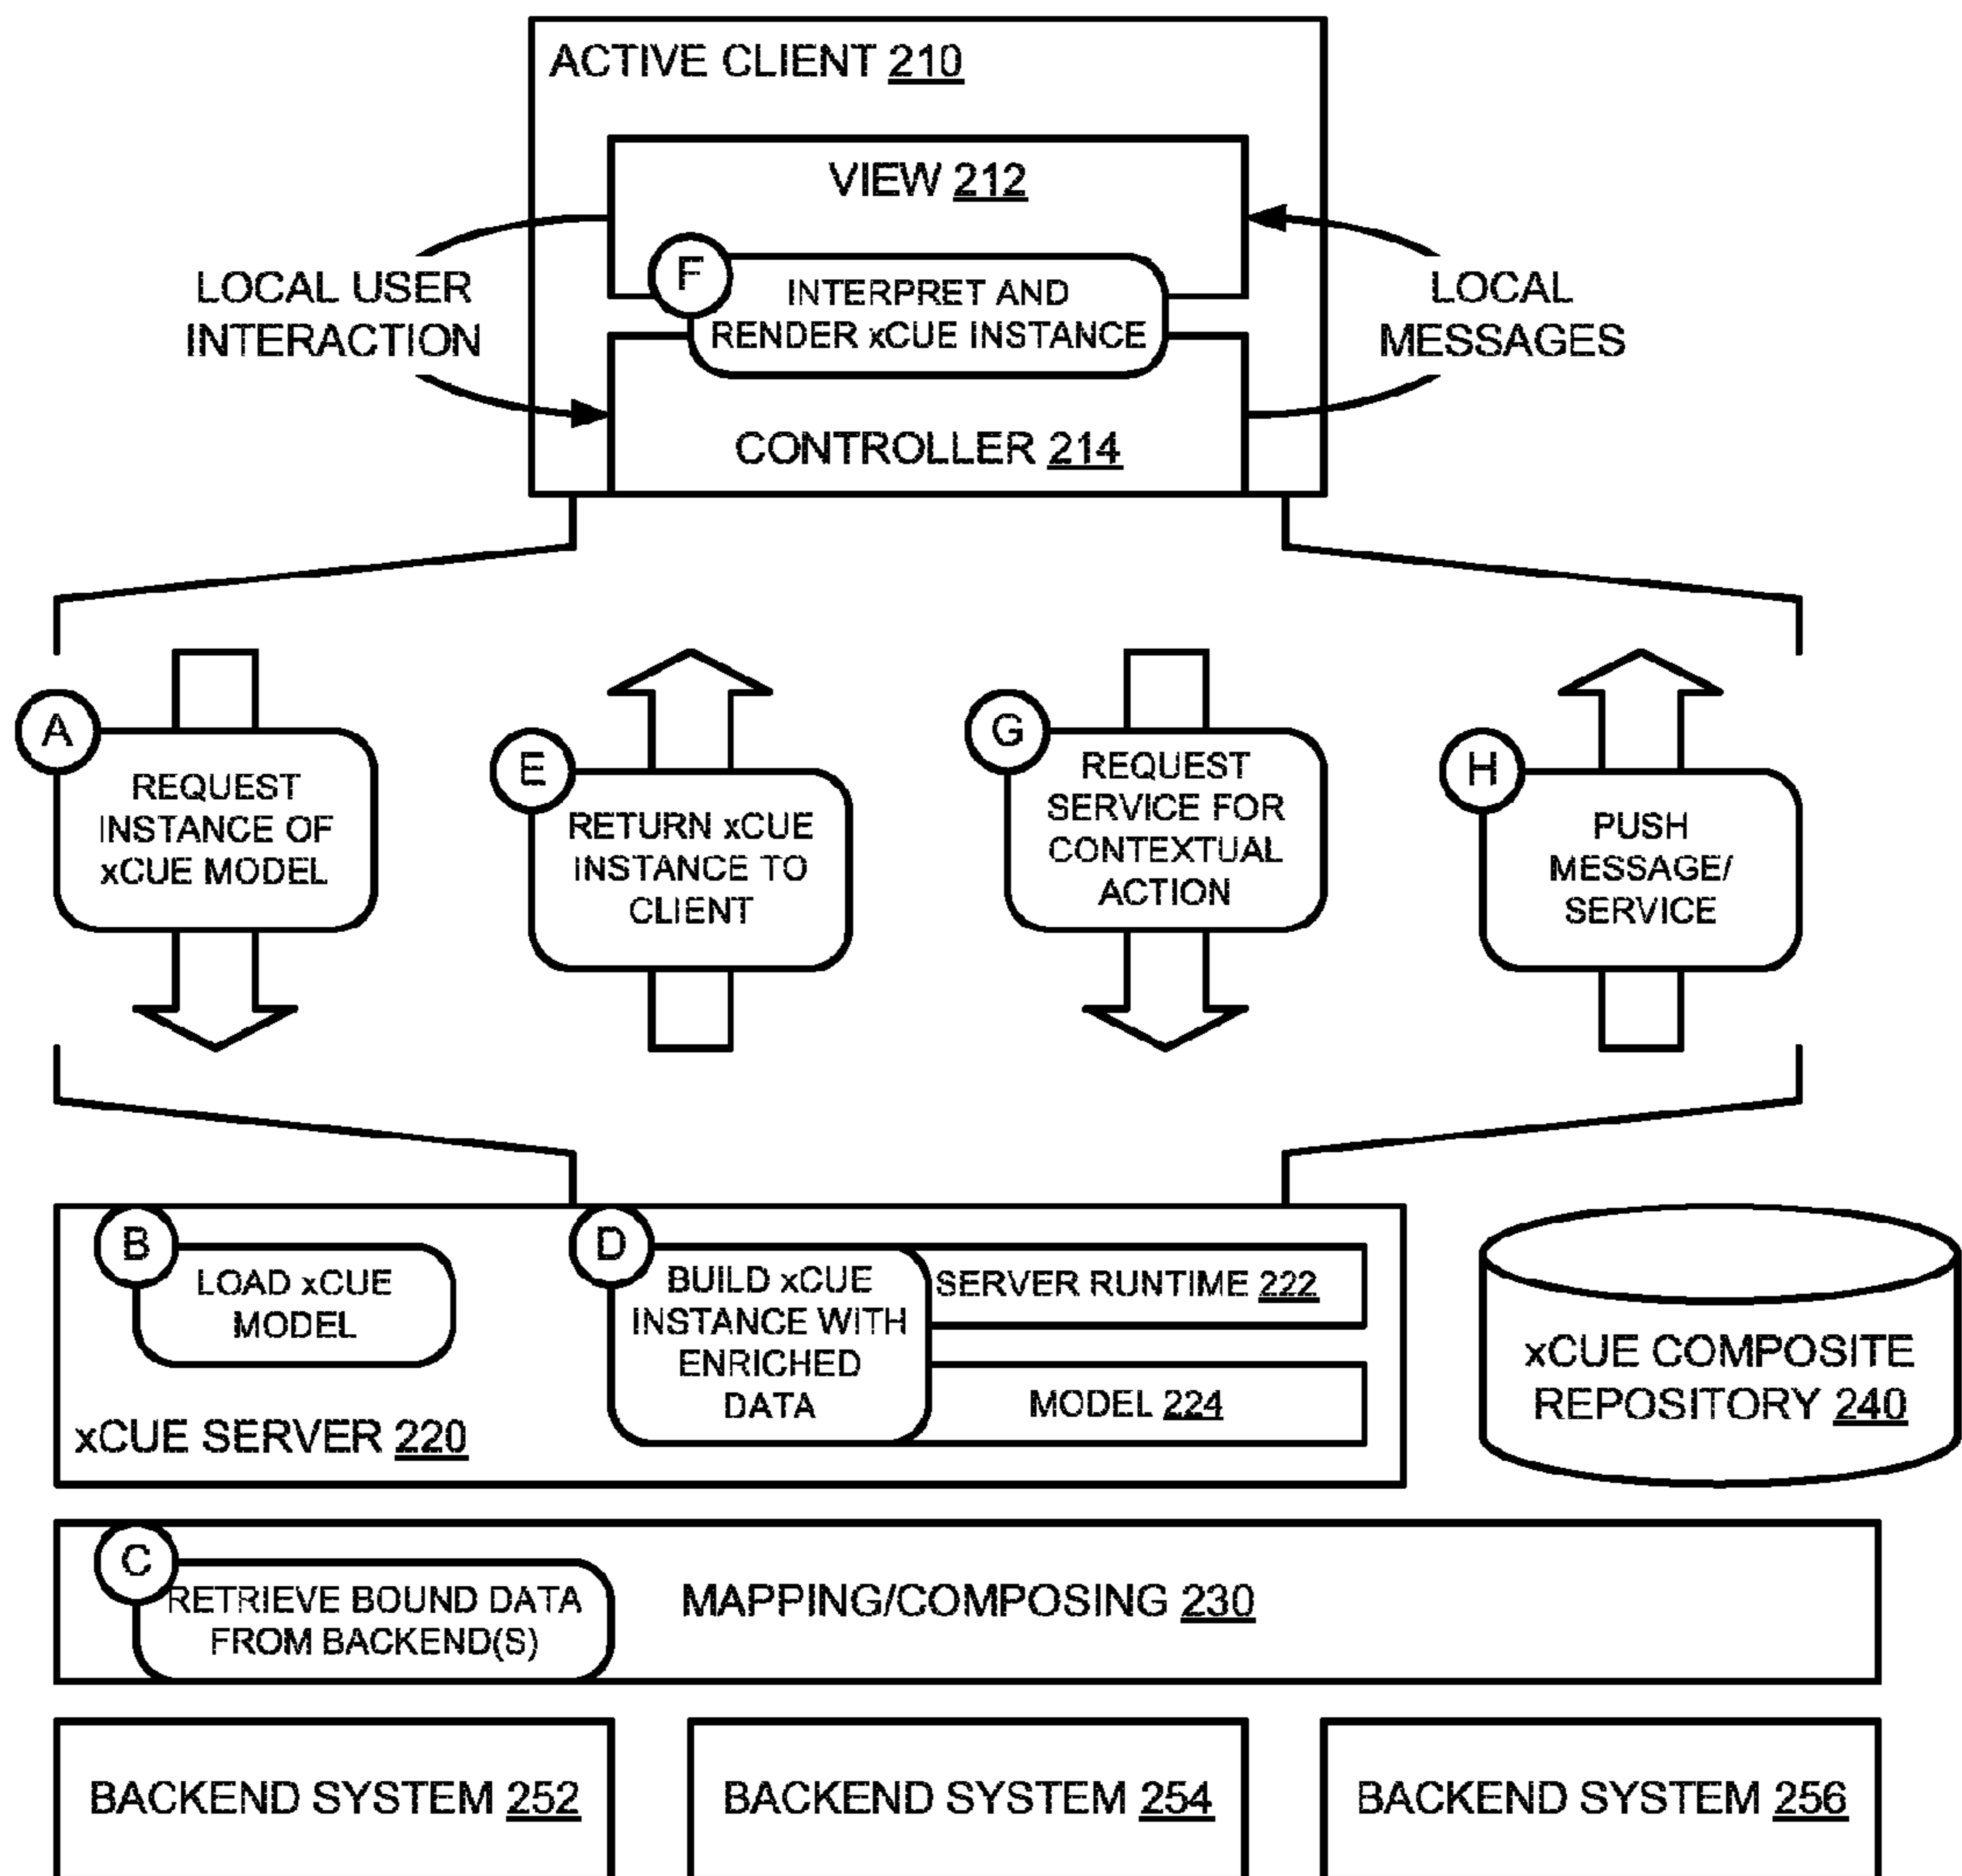 ACTIVE CLIENT 210
VIEW 212
F
INTERPRET AND
RENDER xCUE INSTANCE
LOCAL USER
INTERACTION
LOCAL
MESSAGES
CONTROLLER 214
A
REQUEST
INSTANCE OF
xCUE MODEL
E
RETURN xCUE
INSTANCE TO
CLIENT
G
REQUEST
SERVICE FOR
CONTEXTUAL
ACTION
H
PUSH
MESSAGE/
SERVICE
B
LOAD xCUE
MODEL
xCUE SERVER 220
D
BUILD xCUE
INSTANCE WITH
ENRICHED
DATA
SERVER RUNTIME 222
MODEL 224
xCUE COMPOSITE
REPOSITORY 240
C
RETRIEVE BOUND DATA
FROM BACKEND(S)
MAPPING/COMPOSING 230
BACKEND SYSTEM 252
BACKEND SYSTEM 254
BACKEND SYSTEM 256